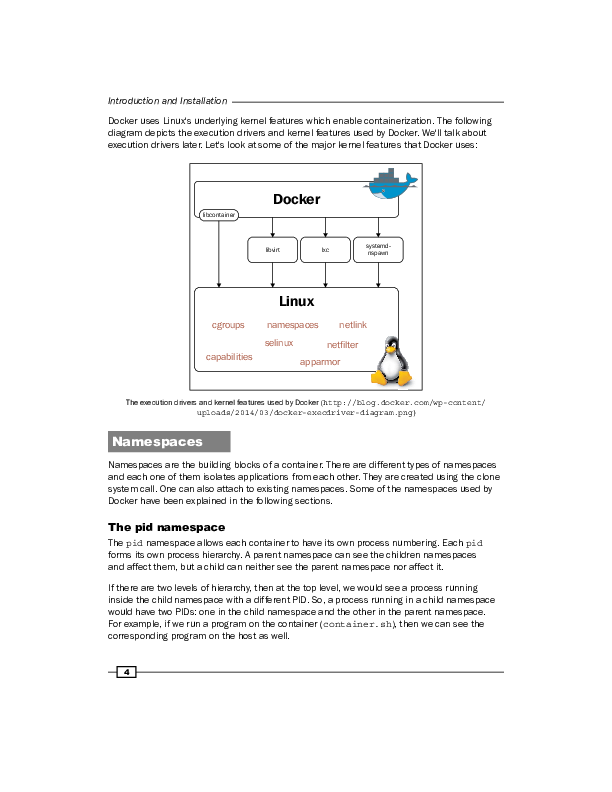 Introduction and Installation
Docker uses Linux's underlying kernel features which enable containerization. The following
diagram depicts the execution drivers and kernel features used by Docker. We'll talk about
execution drivers later. Let's look at some of the major kernel features that Docker uses:
Docker
libcontainer
libvirt
lxc
systemd-
nspawn
Linux
cgroups namespaces netlink
selinux netfilter
capabilities apparmor
The execution drivers and kernel features used by Docker (http://blog.docker.com/wp-content/
uploads/2014/03/docker-execdriver-diagram.png)
Namespaces
Namespaces are the building blocks of a container. There are different types of namespaces
and each one of them isolates applications from each other. They are created using the clone
system call. One can also attach to existing namespaces. Some of the namespaces used by
Docker have been explained in the following sections.
The pid namespace
The pid namespace allows each container to have its own process numbering. Each pid
forms its own process hierarchy. A parent namespace can see the children namespaces
and affect them, but a child can neither see the parent namespace nor affect it.
If there are two levels of hierarchy, then at the top level, we would see a process running
inside the child namespace with a different PID. So, a process running in a child namespace
would have two PIDs: one in the child namespace and the other in the parent namespace.
For example, if we run a program on the container (container.sh), then we can see the
corresponding program on the host as well.
4